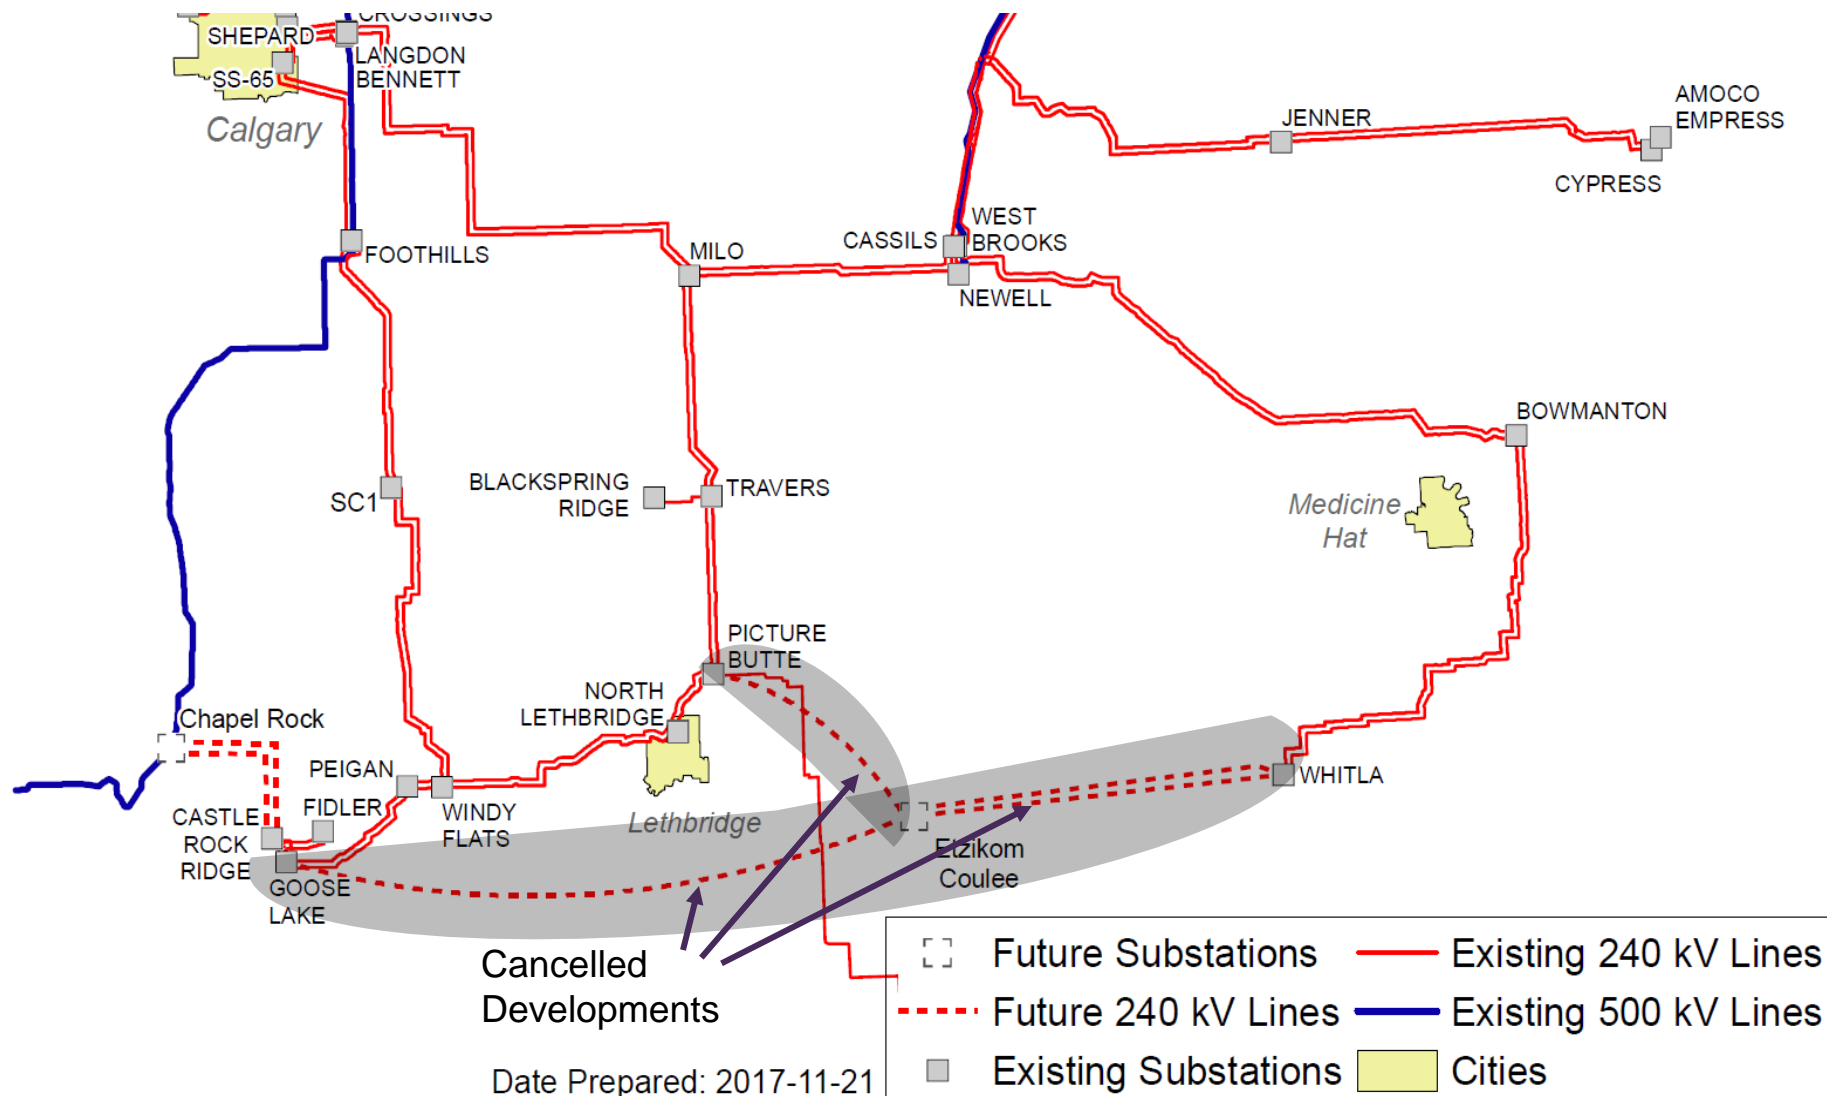 CROSSINGS
SHEPARD
LANGDON
BENNETT
SS-65
Calgary
AMOCO
EMPRESS
JENNER
CYPRESS
WEST
BROOKS
CASSILS
FOOTHILLS
MILO
NEWELL
BOWMANTON
BLACKSPRING
RIDGE
TRAVERS
SC1
Medicine
Hat
PICTURE
BUTTE
NORTH
LETHBRIDGE
Chapel Rock
PEIGAN
FIDLER
WHITLA
CASTLE
ROCK
RIDGE
WINDY
FLATS
Lethbridge
Etzikom
Coulee
GOOSE
LAKE
Cancelled
Developments
Future Substations
Existing 240 kV Lines
Future 240 kV Lines
Existing 500 kV Lines
Existing Substations
Cities
Date Prepared: 2017-11-21